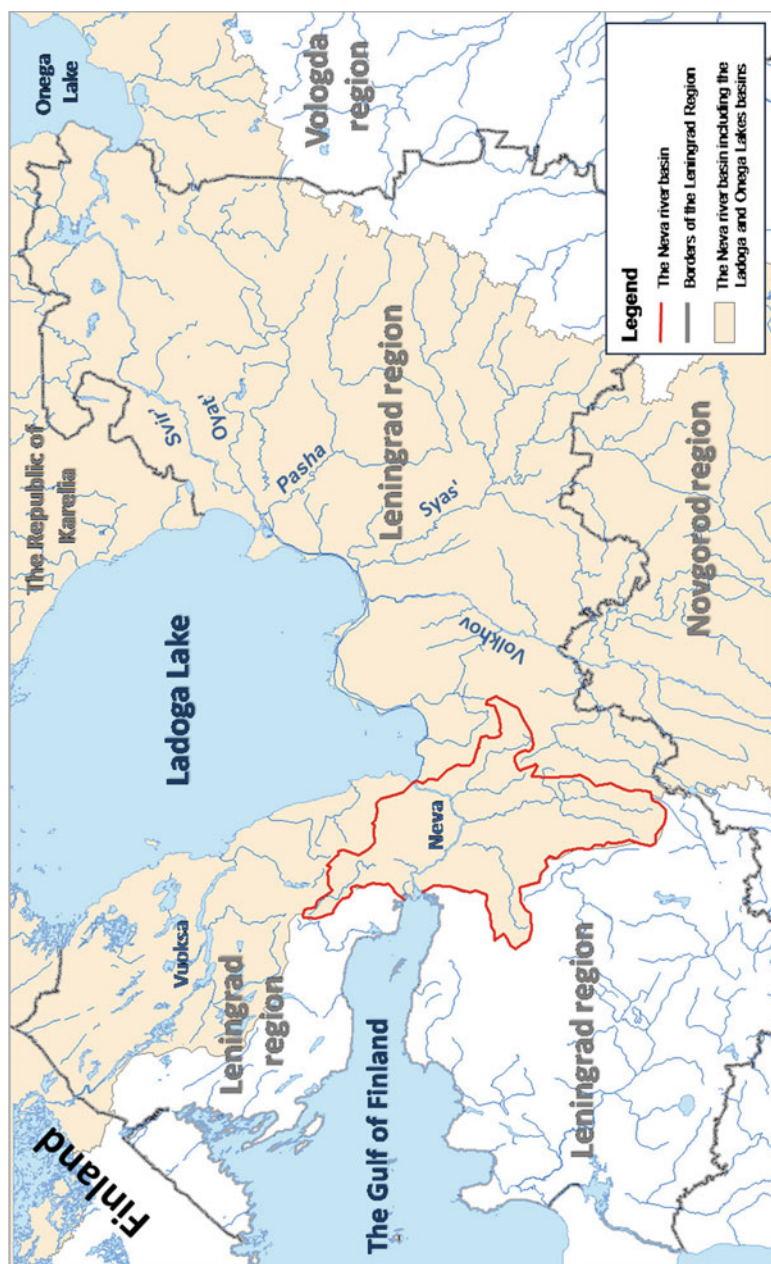 Finland
The Republic of
Karelia
Onega
Lake
Vuoksa
Ladoga Lake
Svir'
Oyat'
Vologda
region
Leningrad
region
Pasha
Leningrad region
Syas'
The Gulf of Finland
Neva
Volkhov
Leningrad region
Novgorod region
Legend
The Neva river basin
Borders of the Leningrad Region
The Neva river basin including the
Ladoga and Onega Lakes basins